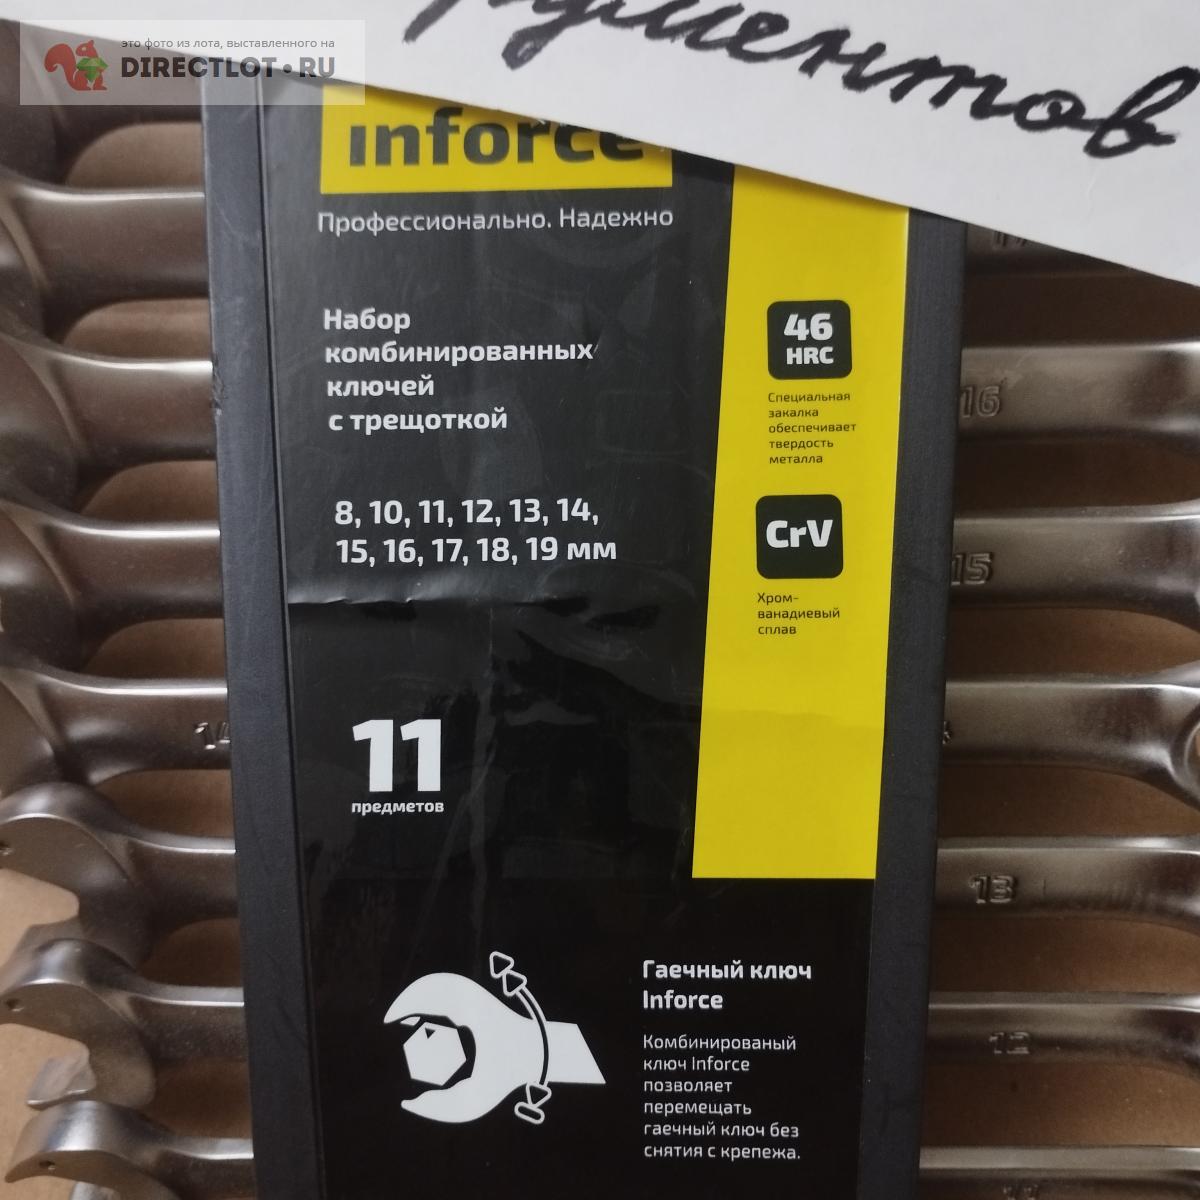 это фото из лота, выставленного на
DIRECTLOT.RU
inforce
Профессионально. Надежно
Набор
комбинированных
ключей
с трещоткой
8, 10, 11, 12, 13, 14,
15, 16, 17, 18, 19 мм
11
предметов
46
HRC
Специальная
закалка
обеспечивает
твердость
металла
CrV
Хром-
ванадиевый
сплав
Гаечный ключ
Inforce
Комбинированый
ключ Inforce
позволяет
перемещать
гаечный ключ без
снятия с крепежа.
16
15
14
13
12